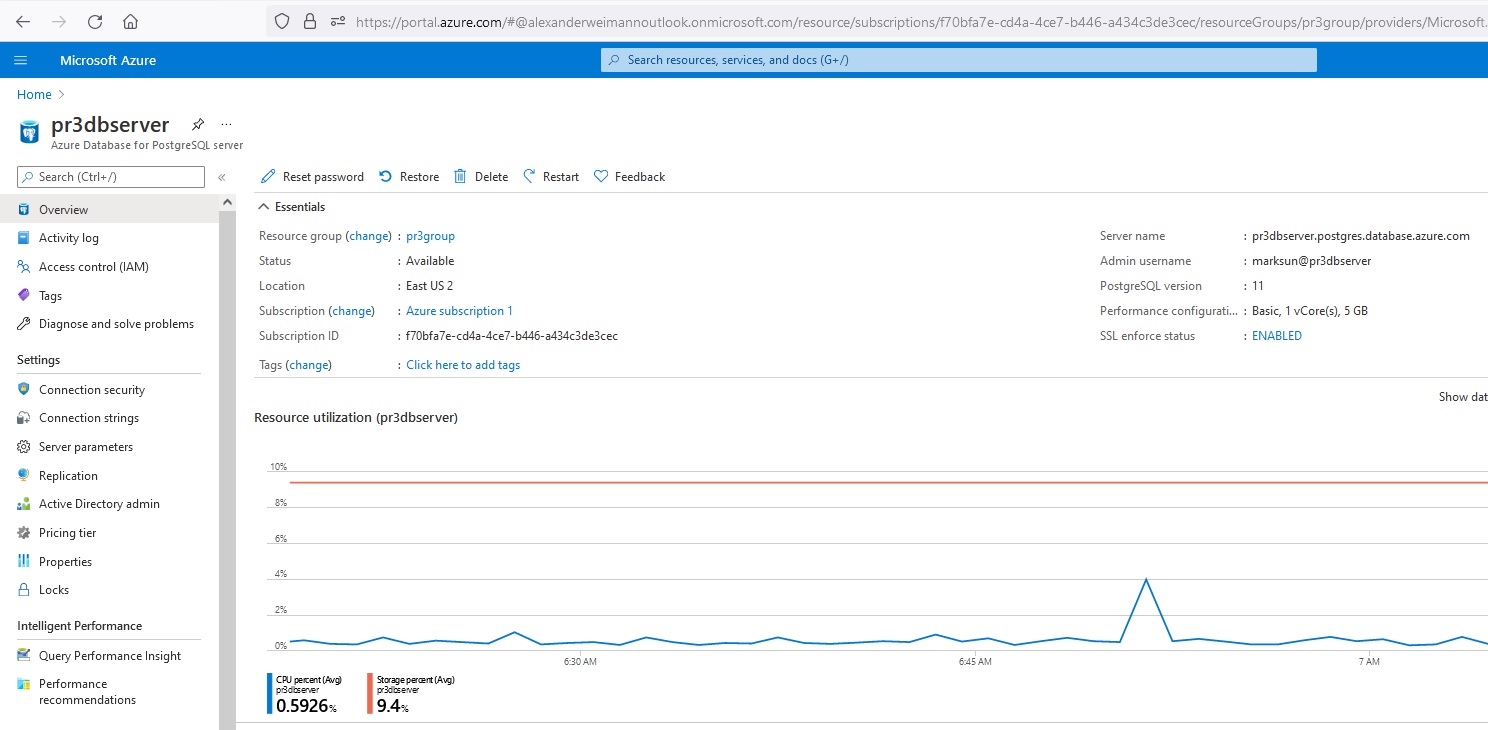 https://portal.azure.com/#@alexanderweimannoutlook.onmicrosoft.com/resource/subscriptions/f70bfa7e-cd4a-4ce7-b446-a434c3de3cec/resourceGroups/pr3group/providers/Microsoft.
Microsoft Azure
Search resources, services, and docs (G+/)
Home
pr3dbserver ...
Azure Database for PostgreSQL server
Search (Ctrl+/)
«
Overview
Activity log
Access control (IAM)
Tags
Diagnose and solve problems
Settings
Connection security
Connection strings
Server parameters
Replication
Active Directory admin
Pricing tier
Properties
Locks
Intelligent Performance
Query Performance Insight
Performance
recommendations
Reset password Restore Delete Restart Feedback
Essentials
Resource group (change) : pr3group
Status : Available
Location : East US 2
Subscription (change) : Azure subscription 1
Subscription ID : f70bfa7e-cd4a-4ce7-b446-a434c3de3cec
Tags (change) : Click here to add tags
Server name : pr3dbserver.postgres.database.azure.com
Admin username : marksun@pr3dbserver
PostgreSQL version : 11
Performance configurati... : Basic, 1 vCore(s), 5 GB
SSL enforce status : ENABLED
Show dat
Resource utilization (pr3dbserver)
10%
8%
6%
4%
2%
0%
6:30 AM 6:45 AM 7 AM
CPU percent (Avg)
pr3dbserver
0.5926%
Storage percent (Avg)
pr3dbserver
9.4%